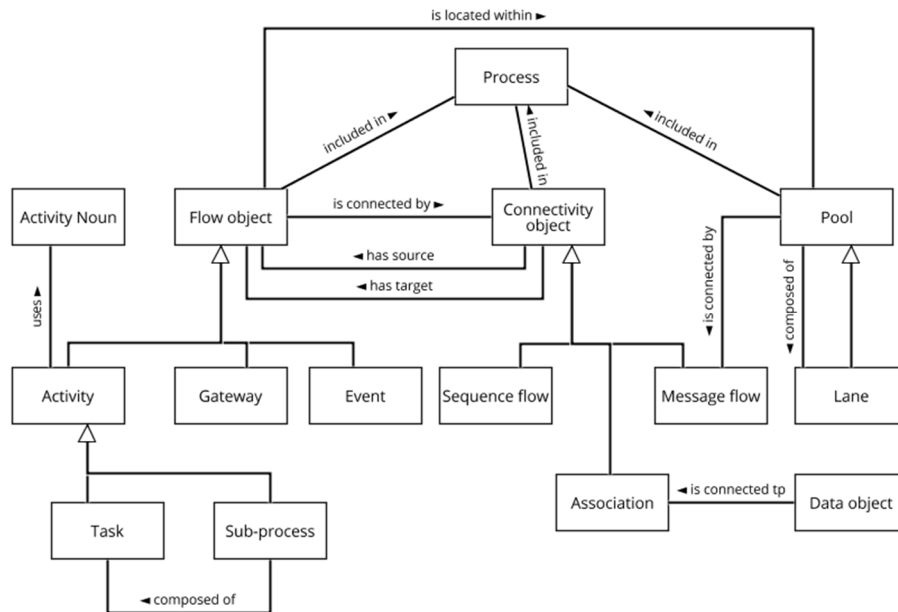 is located within ►
Process
included in ►
◄ included in
◄ included in
Activity Noun
Flow object
is connected by ►
Connectivity
object
Pool
◄ has source
◄ has target
uses ►
◄ is connected by
◄ composed of
Activity
Gateway
Event
Sequence flow
Message flow
Lane
Association
◄ is connected tp
Data object
Task
Sub-process
◄ composed of